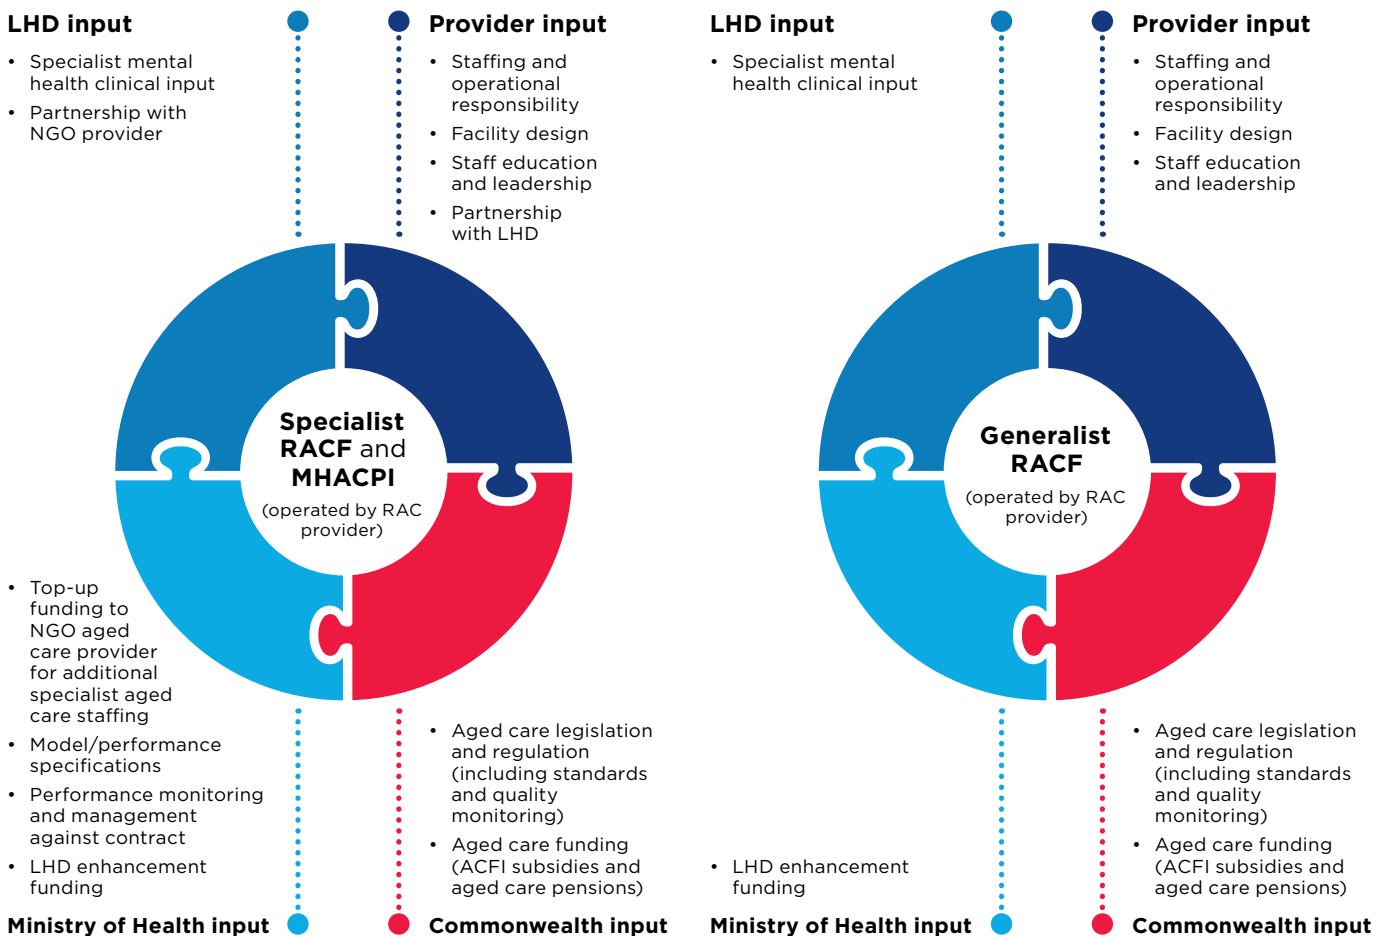 LHD input
• Specialist mental
health clinical input
• Partnership with
NGO provider
Provider input
• Staffing and
operational
responsibility
• Facility design
• Staff education
and leadership
• Partnership
with LHD
Specialist
RACF and
MHACPI
(operated by RAC
provider)
• Top-up
funding to
NGO aged
care provider
for additional
specialist aged
care staffing
• Model/performance
specifications
• Performance monitoring
and management
against contract
• LHD enhancement
funding
Ministry of Health input
• Aged care legislation
and regulation
(including standards
and quality
monitoring)
• Aged care funding
(ACFI subsidies and
aged care pensions)
Commonwealth input
LHD input
• Specialist mental
health clinical input
Provider input
• Staffing and
operational
responsibility
• Facility design
• Staff education
and leadership
Generalist
RACF
(operated by RAC
provider)
• LHD enhancement
funding
Ministry of Health input
• Aged care legislation
and regulation
(including standards
and quality
monitoring)
• Aged care funding
(ACFI subsidies and
aged care pensions)
Commonwealth input